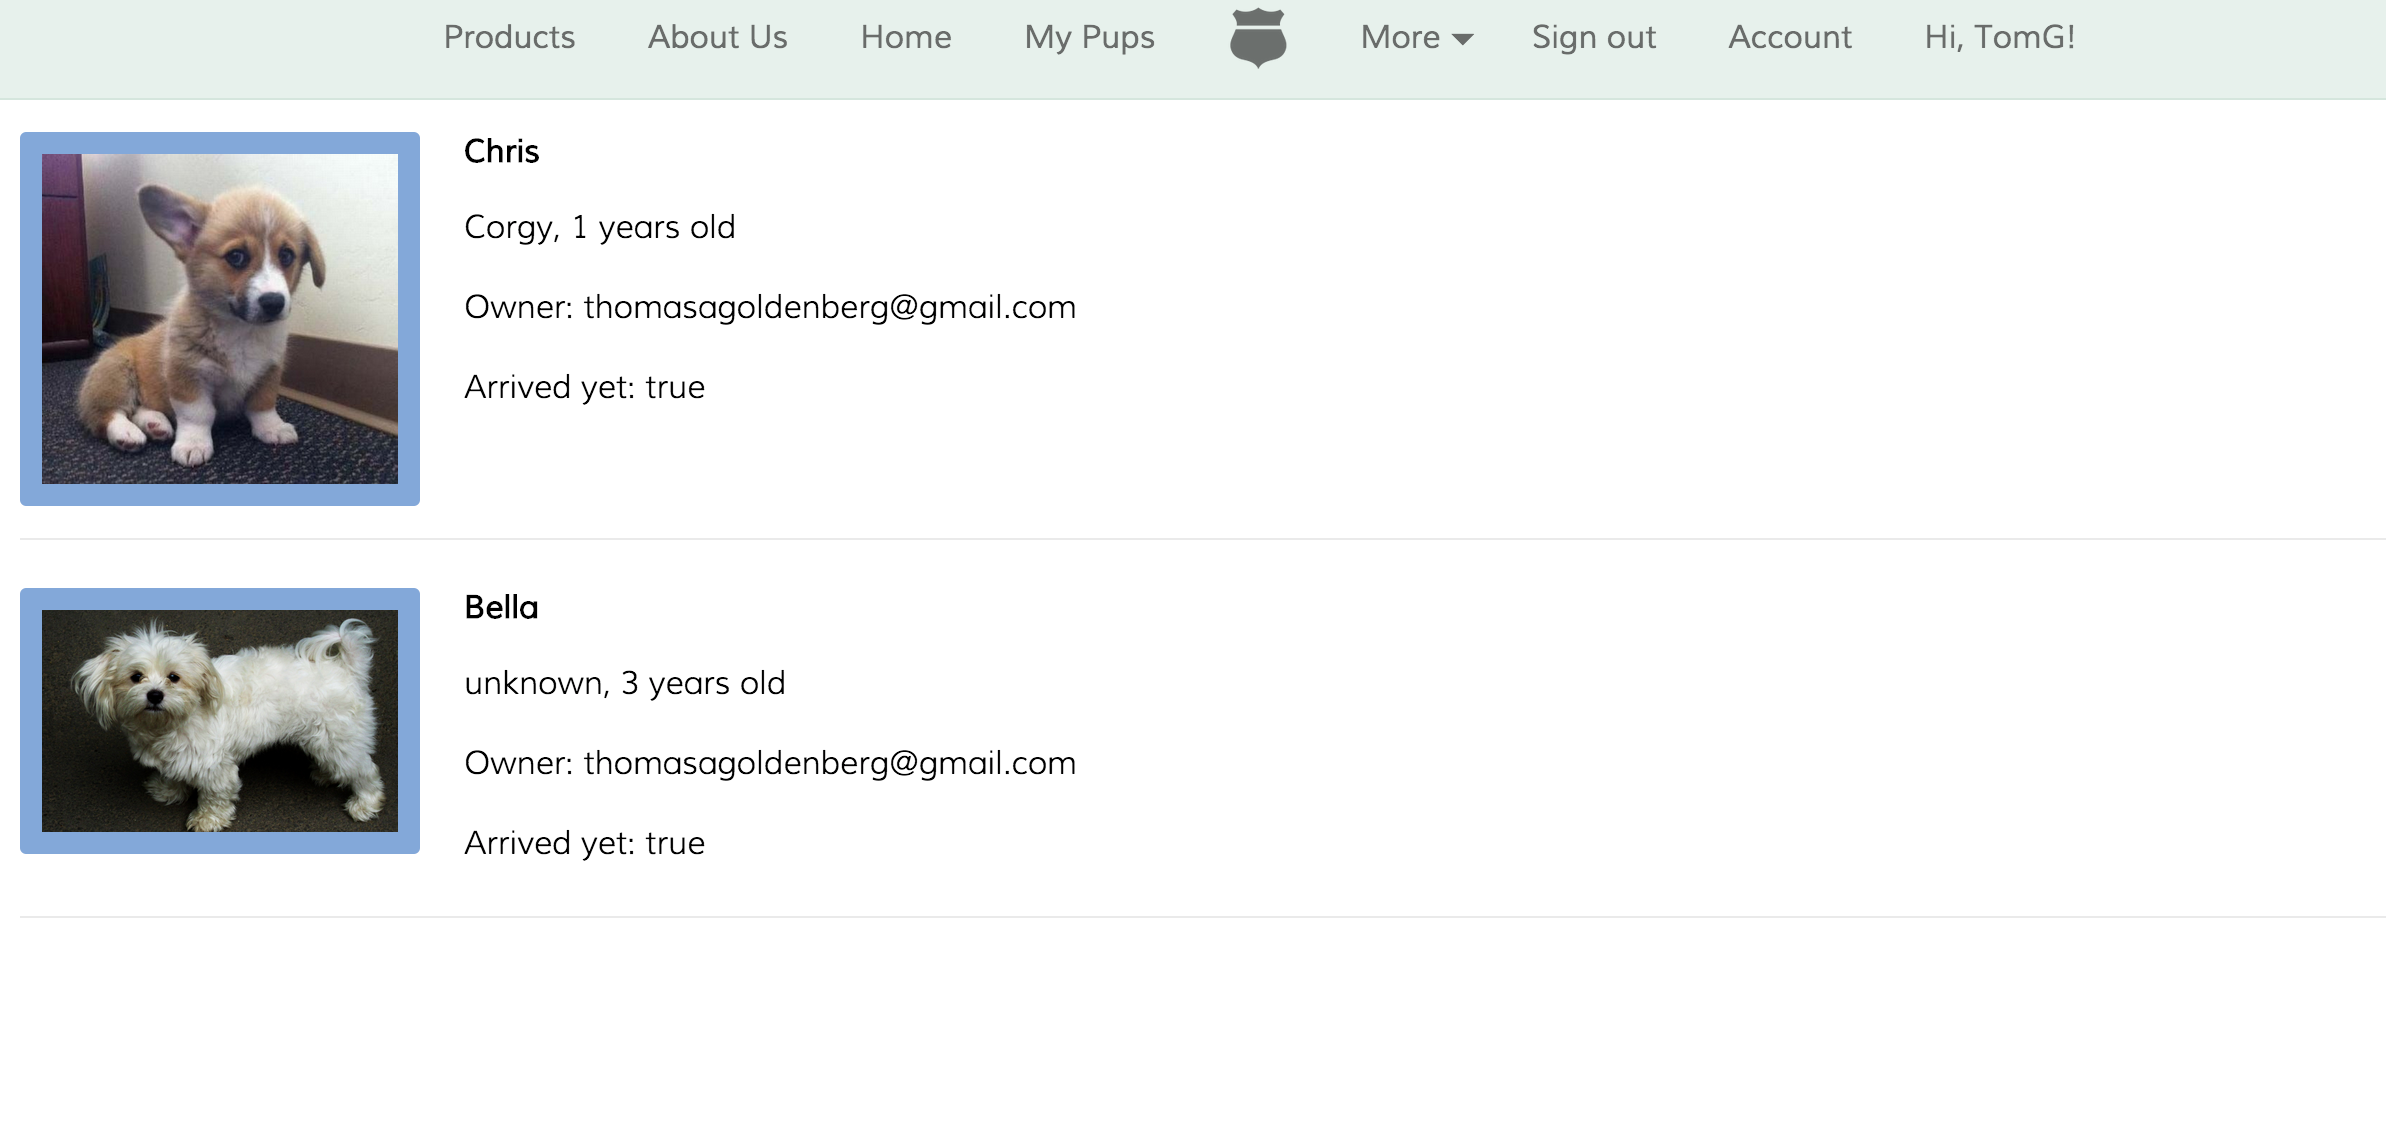 Products About Us Home My Pups More Sign out Account Hi, TomG!
Chris
Corgy, 1 years old
Owner: thomasagoldenberg@gmail.com
Arrived yet: true
Bella
unknown, 3 years old
Owner: thomasagoldenberg@gmail.com
Arrived yet: true